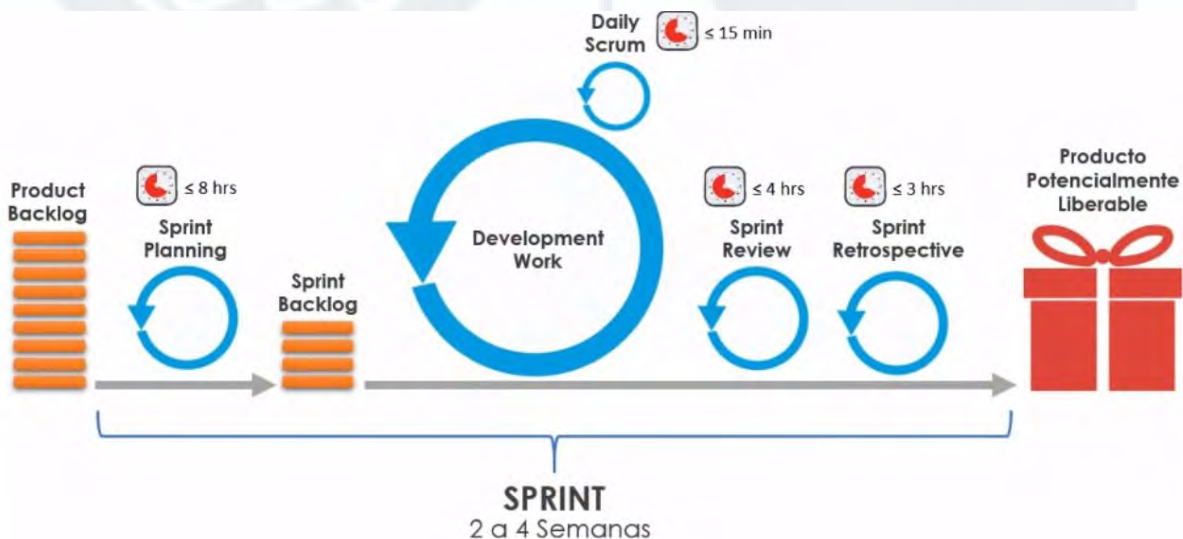 Daily
Scrum
≤ 15 min
Product
Backlog
≤ 8 hrs
Sprint
Planning
Sprint
Backlog
Development
Work
≤ 4 hrs
Sprint
Review
≤ 3 hrs
Sprint
Retrospective
Producto
Potencialmente
Liberable
SPRINT
2 a 4 Semanas